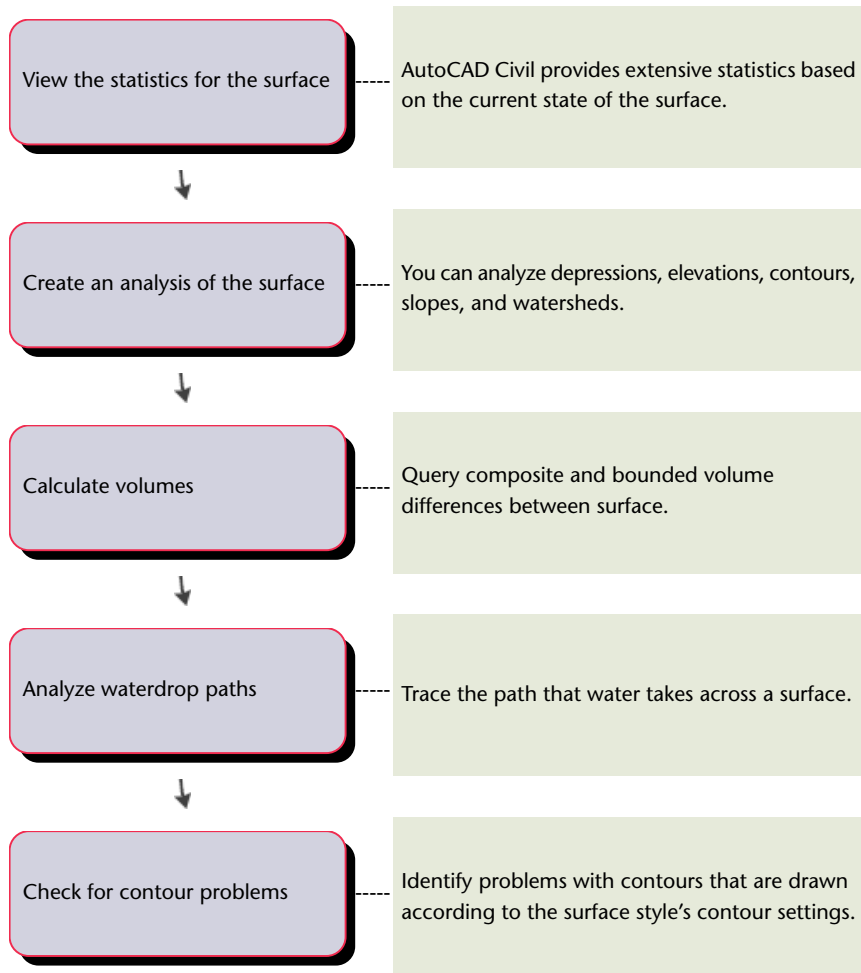 View the statistics for the surface
AutoCAD Civil provides extensive statistics based
on the current state of the surface.
Create an analysis of the surface
You can analyze depressions, elevations, contours,
slopes, and watersheds.
Calculate volumes
Query composite and bounded volume
differences between surface.
Analyze waterdrop paths
Trace the path that water takes across a surface.
Check for contour problems
Identify problems with contours that are drawn
according to the surface style’s contour settings.